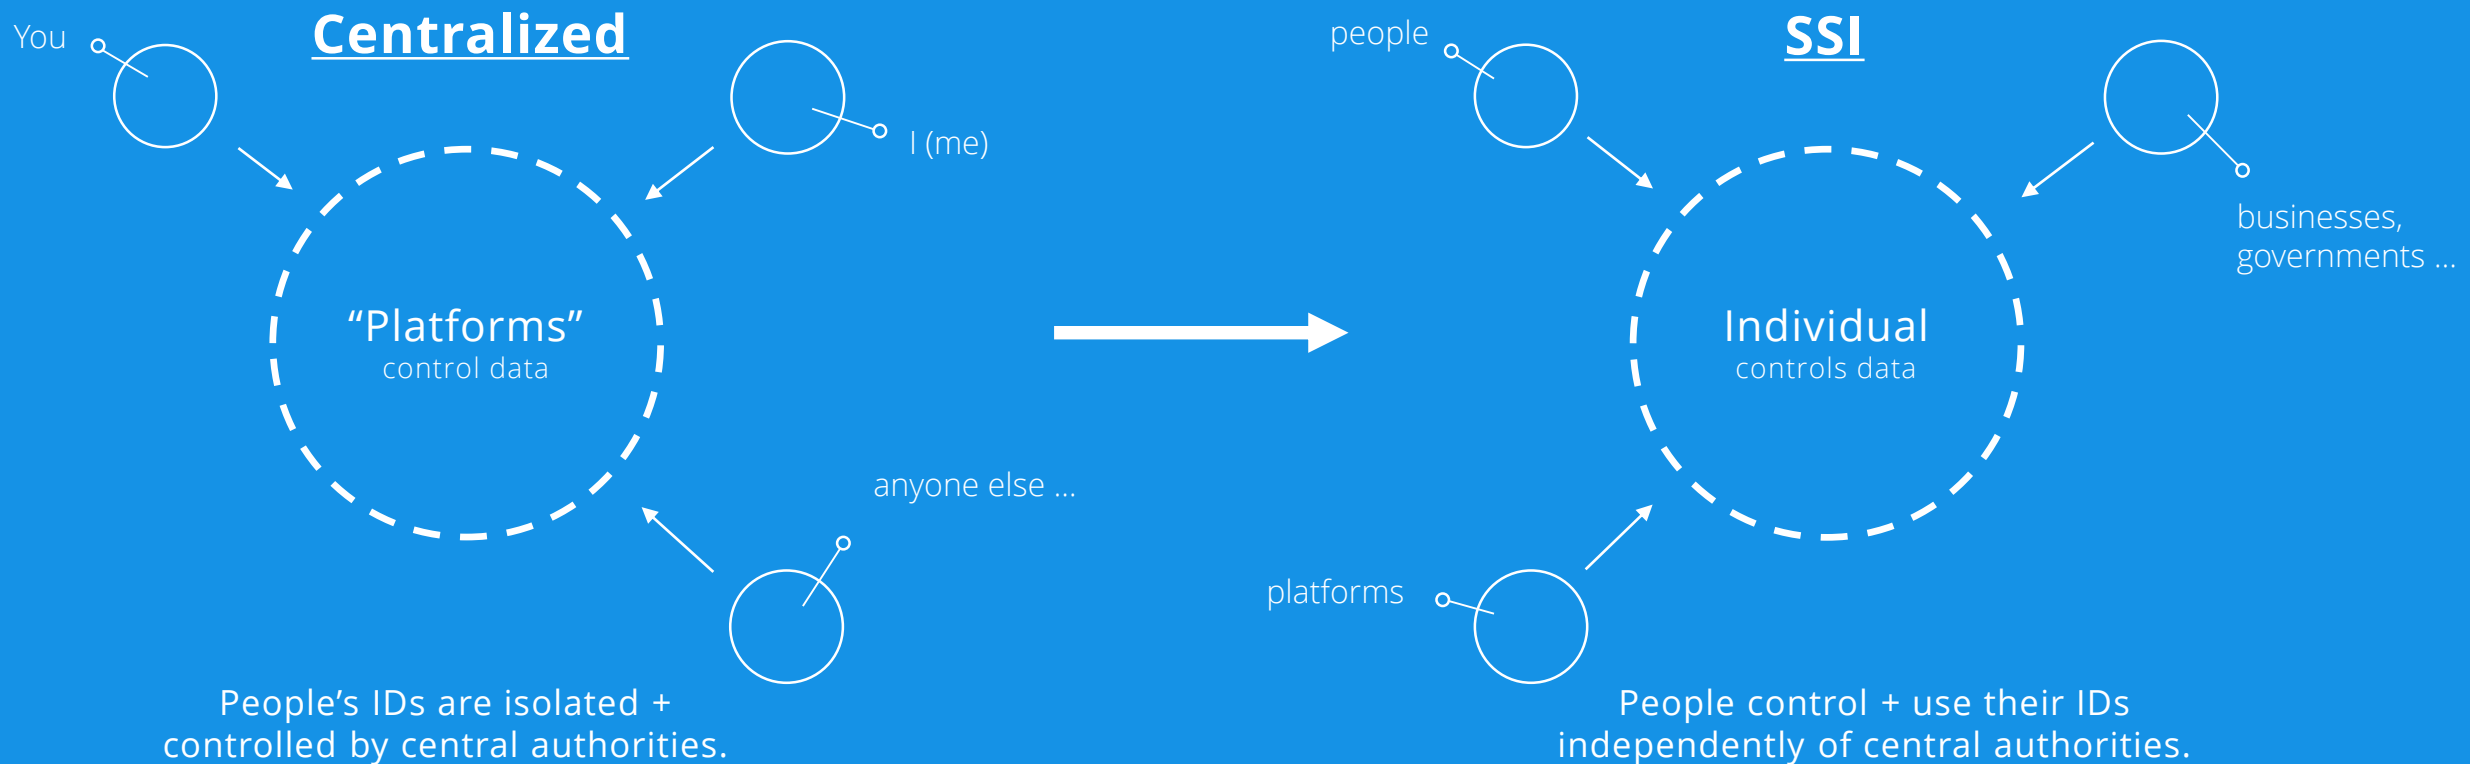 Centralized
You
I (me)
“Platforms”
control data
anyone else ...
People’s IDs are isolated +
controlled by central authorities.
SSI
people
businesses,
governments ...
Individual
controls data
platforms
People control + use their IDs
independently of central authorities.